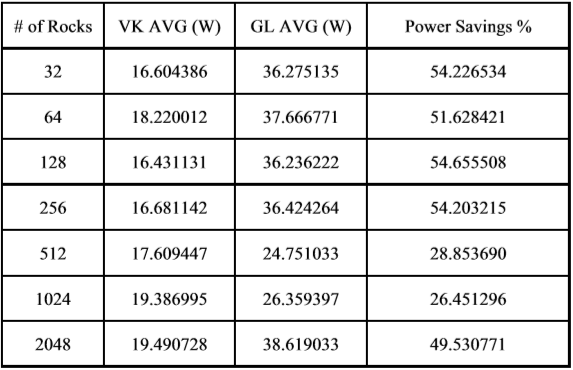 # of Rocks VK AVG (W) GL AVG (W) Power Savings %
32 16.604386 36.275135 54.226534
64 18.220012 37.666771 51.628421
128 16.431131 36.236222 54.655508
256 16.681142 36.424264 54.203215
512 17.609447 24.751033 28.853690
1024 19.386995 26.359397 26.451296
2048 19.490728 38.619033 49.530771